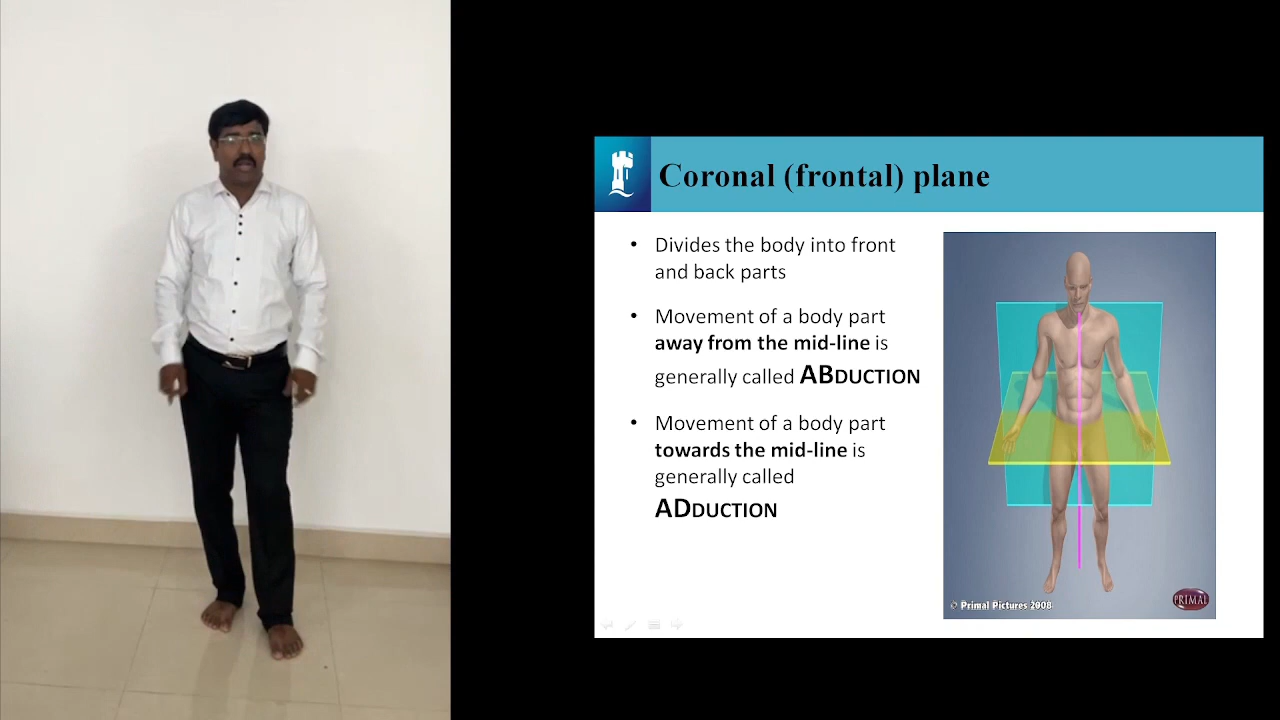 Coronal (frontal) plane
• Divides the body into front
and back parts
• Movement of a body part
away from the mid-line is
generally called ABDUCTION
• Movement of a body part
towards the mid-line is
generally called
ADDUCTION
© Primal Pictures 2008
PRIMAL